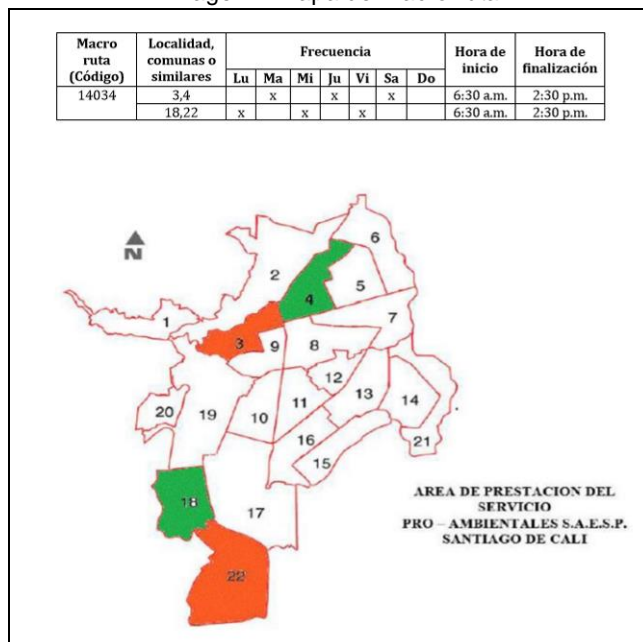 Macro ruta (Código) Localidad, comunas o similares Frecuencia Hora de inicio Hora de finalización
Lu Ma Mi Ju Vi Sa Do
14034 3,4 x x x 6:30 a.m. 2:30 p.m.
18,22 x x x 6:30 a.m. 2:30 p.m.
N
6
2
5
4
1
7
3
9
8
12
13
14
20
19
10
11
16
21
15
18
17
22
AREA DE PRESTACION DEL
SERVICIO
PRO – AMBIENTALES S.A.E.S.P.
SANTIAGO DE CALI